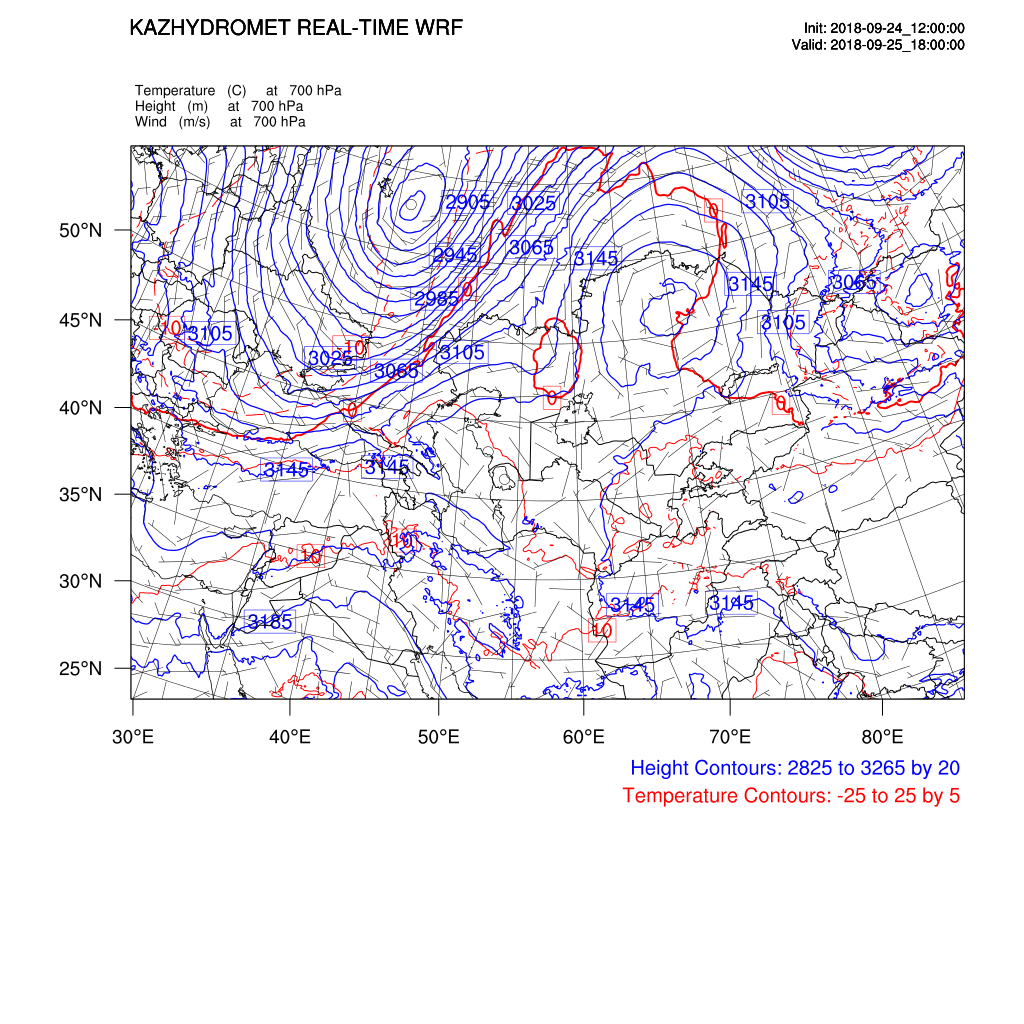 KAZHYDROMET REAL-TIME WRF
Init: 2018-09-24_12:00:00
Valid: 2018-09-25_18:00:00
Temperature (C) at 700 hPa
Height (m) at 700 hPa
Wind (m/s) at 700 hPa
2905 3025 3105
50°N
3065
2945 3145
3145 3065
0
2985
45°N
3105 3105
10
-10
3025 3105
3065
0
0
0
40°N
3145 3145
35°N
10
10
30°N
3145 3145
3185
10
25°N
30°E 40°E 50°E 60°E 70°E 80°E
Height Contours: 2825 to 3265 by 20
Temperature Contours: -25 to 25 by 5